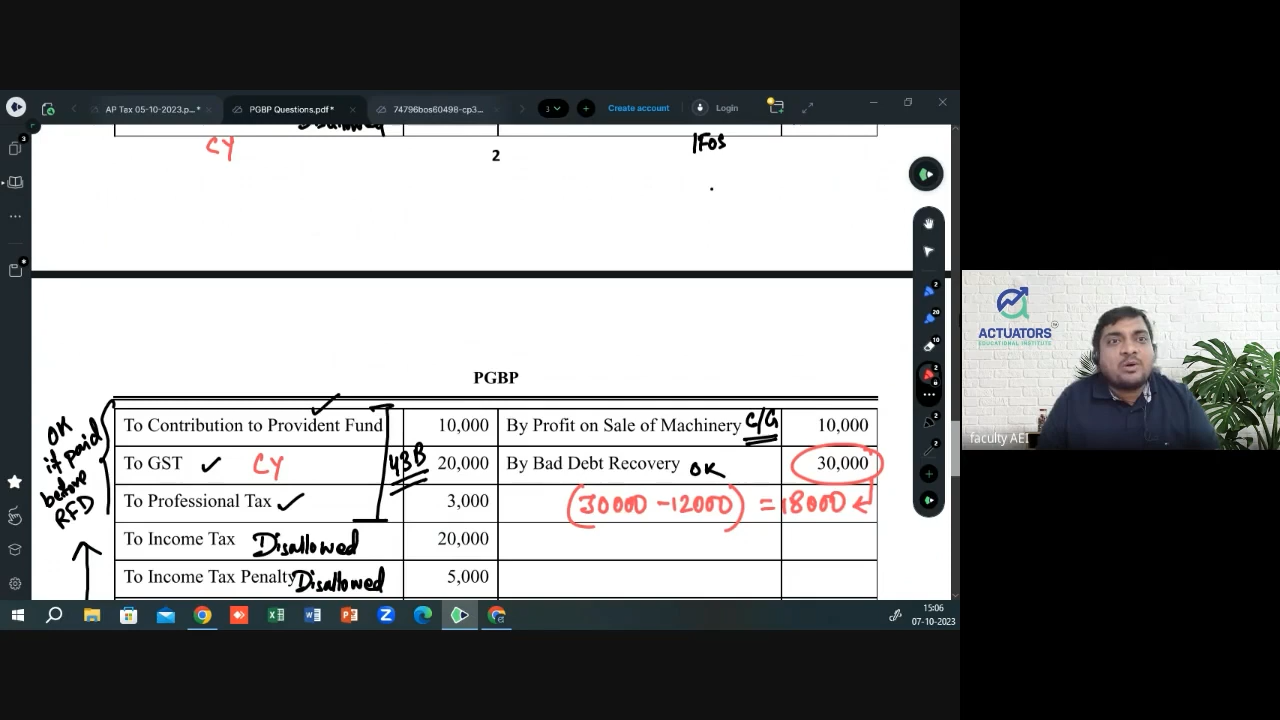 AP Tax 05-10-2023.p... *
PGBP Questions.pdf *
74796bos60498-cp3...
3
Create account
Login
Disallowed
CY
2
IFOS
PGBP
To Contribution to Provident Fund 10,000 By Profit on Sale of Machinery C/G 10,000
To GST CY 20,000 By Bad Debt Recovery OK 30,000
43B
To Professional Tax 3,000 (30000 - 12000) = 18000
To Income Tax Disallowed 20,000
To Income Tax Penalty Disallowed 5,000
OK
if paid
before
RFD
ACTUATORS
EDUCATIONAL INSTITUTE
faculty AEI
15:06
07-10-2023